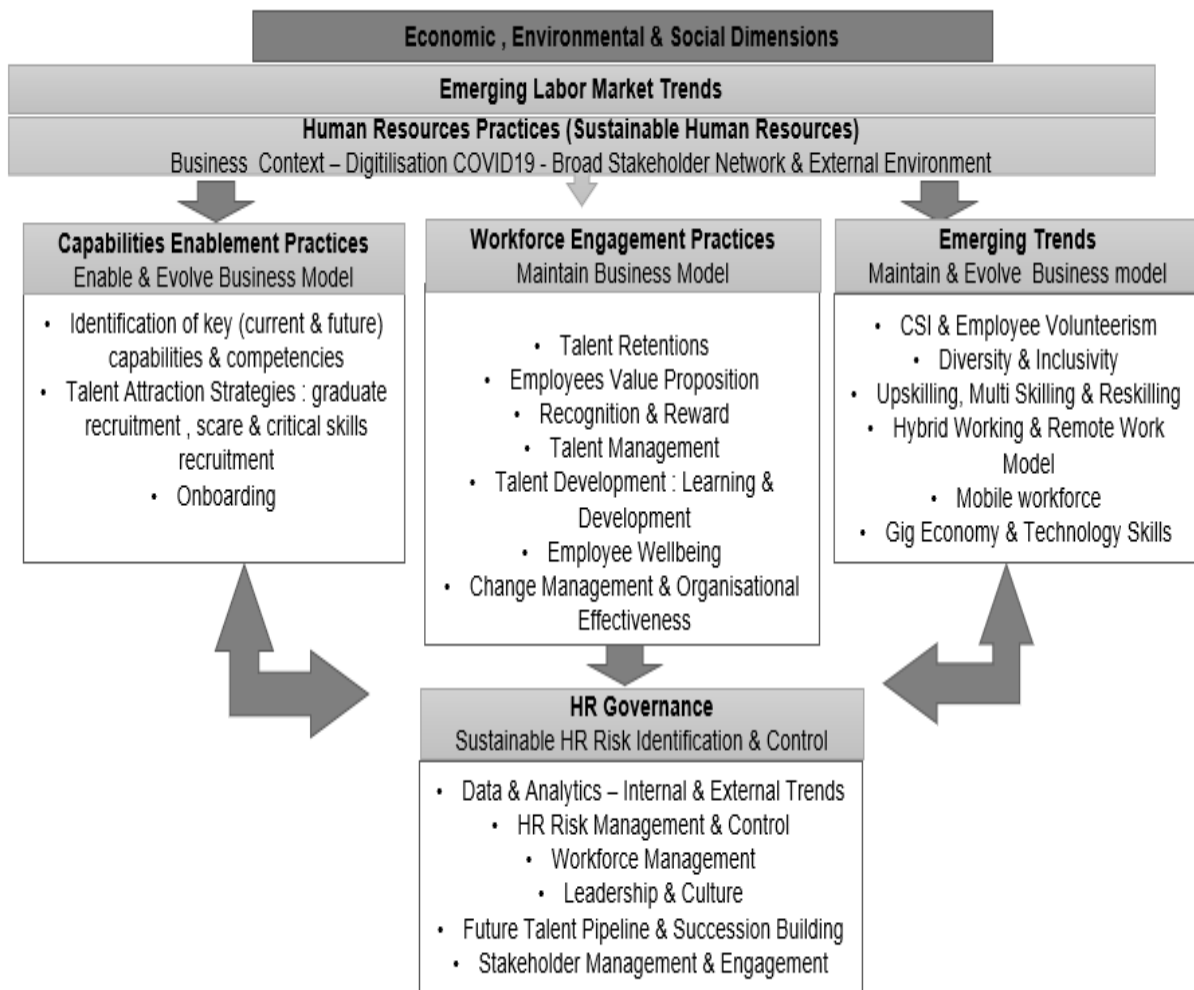 Economic , Environmental & Social Dimensions
Emerging Labor Market Trends
Human Resources Practices (Sustainable Human Resources)
Business Context – Digitilisation COVID19 - Broad Stakeholder Network & External Environment
Capabilities Enablement Practices
Enable & Evolve Business Model
• Identification of key (current & future)
capabilities & competencies
• Talent Attraction Strategies : graduate
recruitment , scare & critical skills
recruitment
• Onboarding
Workforce Engagement Practices
Maintain Business Model
• Talent Retentions
• Employees Value Proposition
• Recognition & Reward
• Talent Management
• Talent Development : Learning &
Development
• Employee Wellbeing
• Change Management & Organisational
Effectiveness
Emerging Trends
Maintain & Evolve Business model
• CSI & Employee Volunteerism
• Diversity & Inclusivity
• Upskilling, Multi Skilling & Reskilling
• Hybrid Working & Remote Work
Model
• Mobile workforce
• Gig Economy & Technology Skills
HR Governance
Sustainable HR Risk Identification & Control
• Data & Analytics – Internal & External Trends
• HR Risk Management & Control
• Workforce Management
• Leadership & Culture
• Future Talent Pipeline & Succession Building
• Stakeholder Management & Engagement